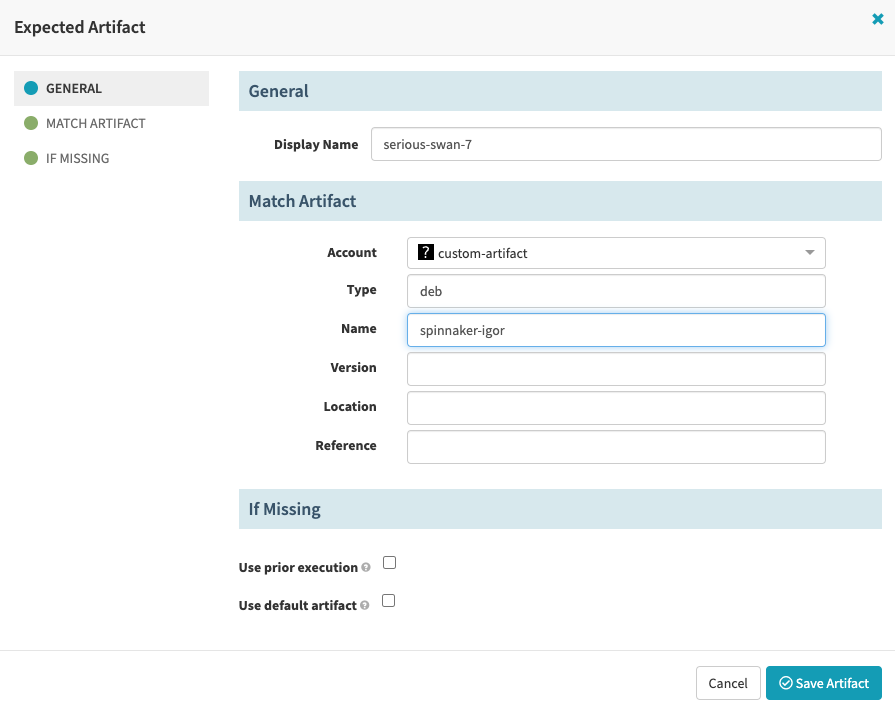 Expected Artifact
GENERAL
MATCH ARTIFACT
IF MISSING
General
Display Name serious-swan-7
Match Artifact
Account ? custom-artifact
Type deb
Name spinnaker-igor
Version
Location
Reference
If Missing
Use prior execution ?
Use default artifact ?
Cancel Save Artifact